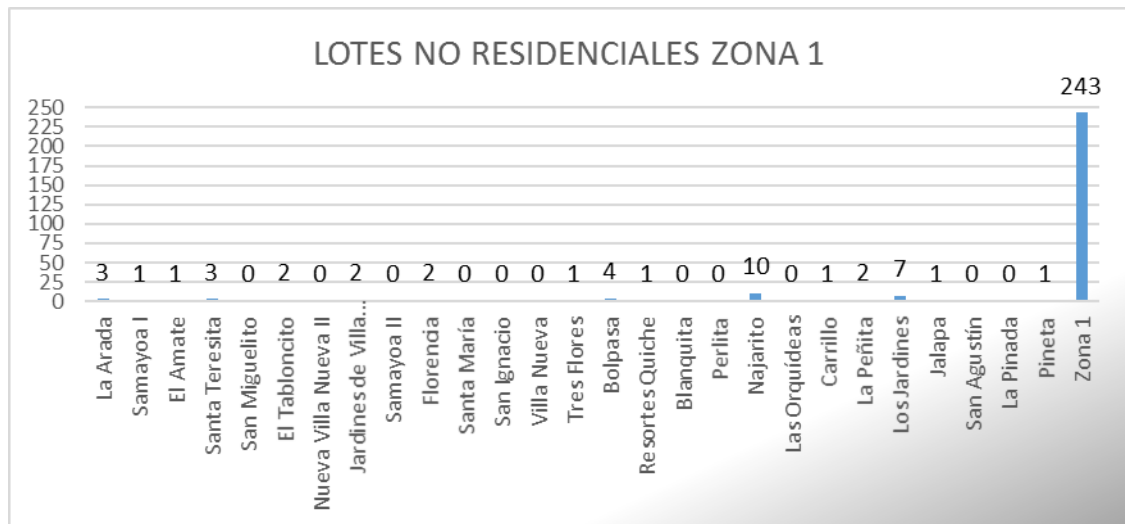 LOTES NO RESIDENCIALES ZONA 1
243
250
225
200
175
150
125
100
75
50
25
0
3 1 1 3 0 2 0 2 0 2 0 0 0 1 4 1 0 0 10 0 1 2 7 1 0 0 1
La Arada
Samayoa I
El Amate
Santa Teresita
San Miguelito
El Tabloncito
Nueva Villa Nueva II
Jardines de Villa...
Samayoa II
Florencia
Santa María
San Ignacio
Villa Nueva
Tres Flores
Bolpasa
Resortes Quiche
Blanquita
Perlita
Najarito
Las Orquídeas
Carrillo
La Peñita
Los Jardines
Jalapa
San Agustín
La Pinada
Pineta
Zona 1